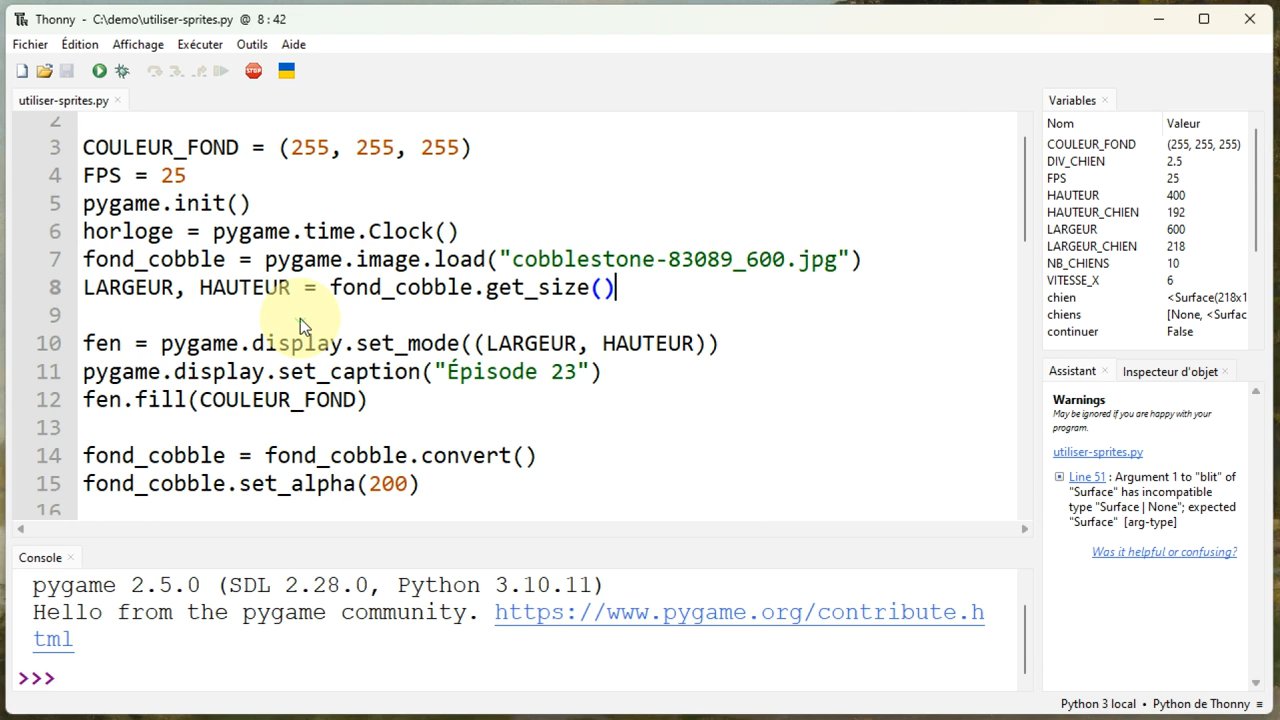 Thonny - C:\demo\utiliser-sprites.py @ 8:42
Fichier Édition Affichage Exécuter Outils Aide
STOP
utiliser-sprites.py ×
2
3 COULEUR_FOND = (255, 255, 255)
4 FPS = 25
5 pygame.init()
6 horloge = pygame.time.Clock()
7 fond_cobble = pygame.image.load("cobblestone-83089_600.jpg")
8 LARGEUR, HAUTEUR = fond_cobble.get_size()
9
10 fen = pygame.display.set_mode((LARGEUR, HAUTEUR))
11 pygame.display.set_caption("Épisode 23")
12 fen.fill(COULEUR_FOND)
13
14 fond_cobble = fond_cobble.convert()
15 fond_cobble.set_alpha(200)
16
Console ×
pygame 2.5.0 (SDL 2.28.0, Python 3.10.11)
Hello from the pygame community. https://www.pygame.org/contribute.h
tml
>>>
Variables ×
Nom Valeur
COULEUR_FOND (255, 255, 255)
DIV_CHIEN 2.5
FPS 25
HAUTEUR 400
HAUTEUR_CHIEN 192
LARGEUR 600
LARGEUR_CHIEN 218
NB_CHIENS 10
VITESSE_X 6
chien <Surface(218x1
chiens [None, <Surfac
continuer False
Assistant × Inspecteur d'objet ×
Warnings
May be ignored if you are happy with your
program.
utiliser-sprites.py
Line 51 : Argument 1 to "blit" of
"Surface" has incompatible
type "Surface | None"; expected
"Surface" [arg-type]
Was it helpful or confusing?
Python 3 local • Python de Thonny ≡